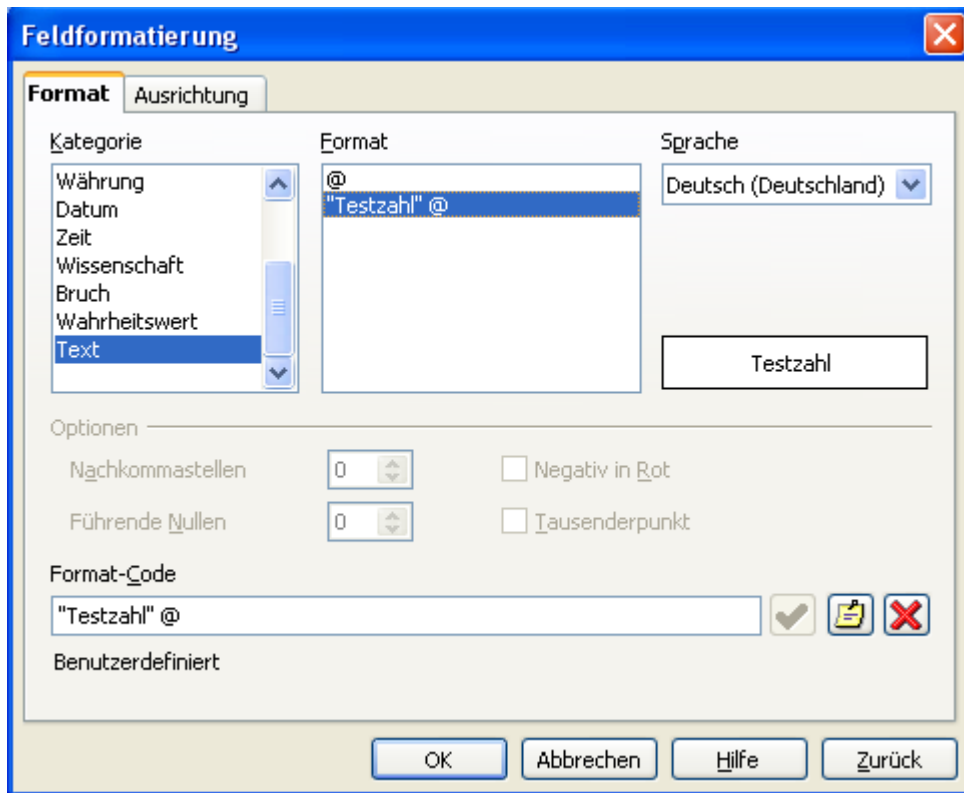 Feldformatierung
Format
Ausrichtung
Kategorie
Währung
Datum
Zeit
Wissenschaft
Bruch
Wahrheitswert
Text
Format
@
"Testzahl" @
Sprache
Deutsch (Deutschland)
Testzahl
Optionen
Nachkommastellen
0
Negativ in Rot
Führende Nullen
0
Tausenderpunkt
Format-Code
"Testzahl" @
Benutzerdefiniert
OK
Abbrechen
Hilfe
Zurück